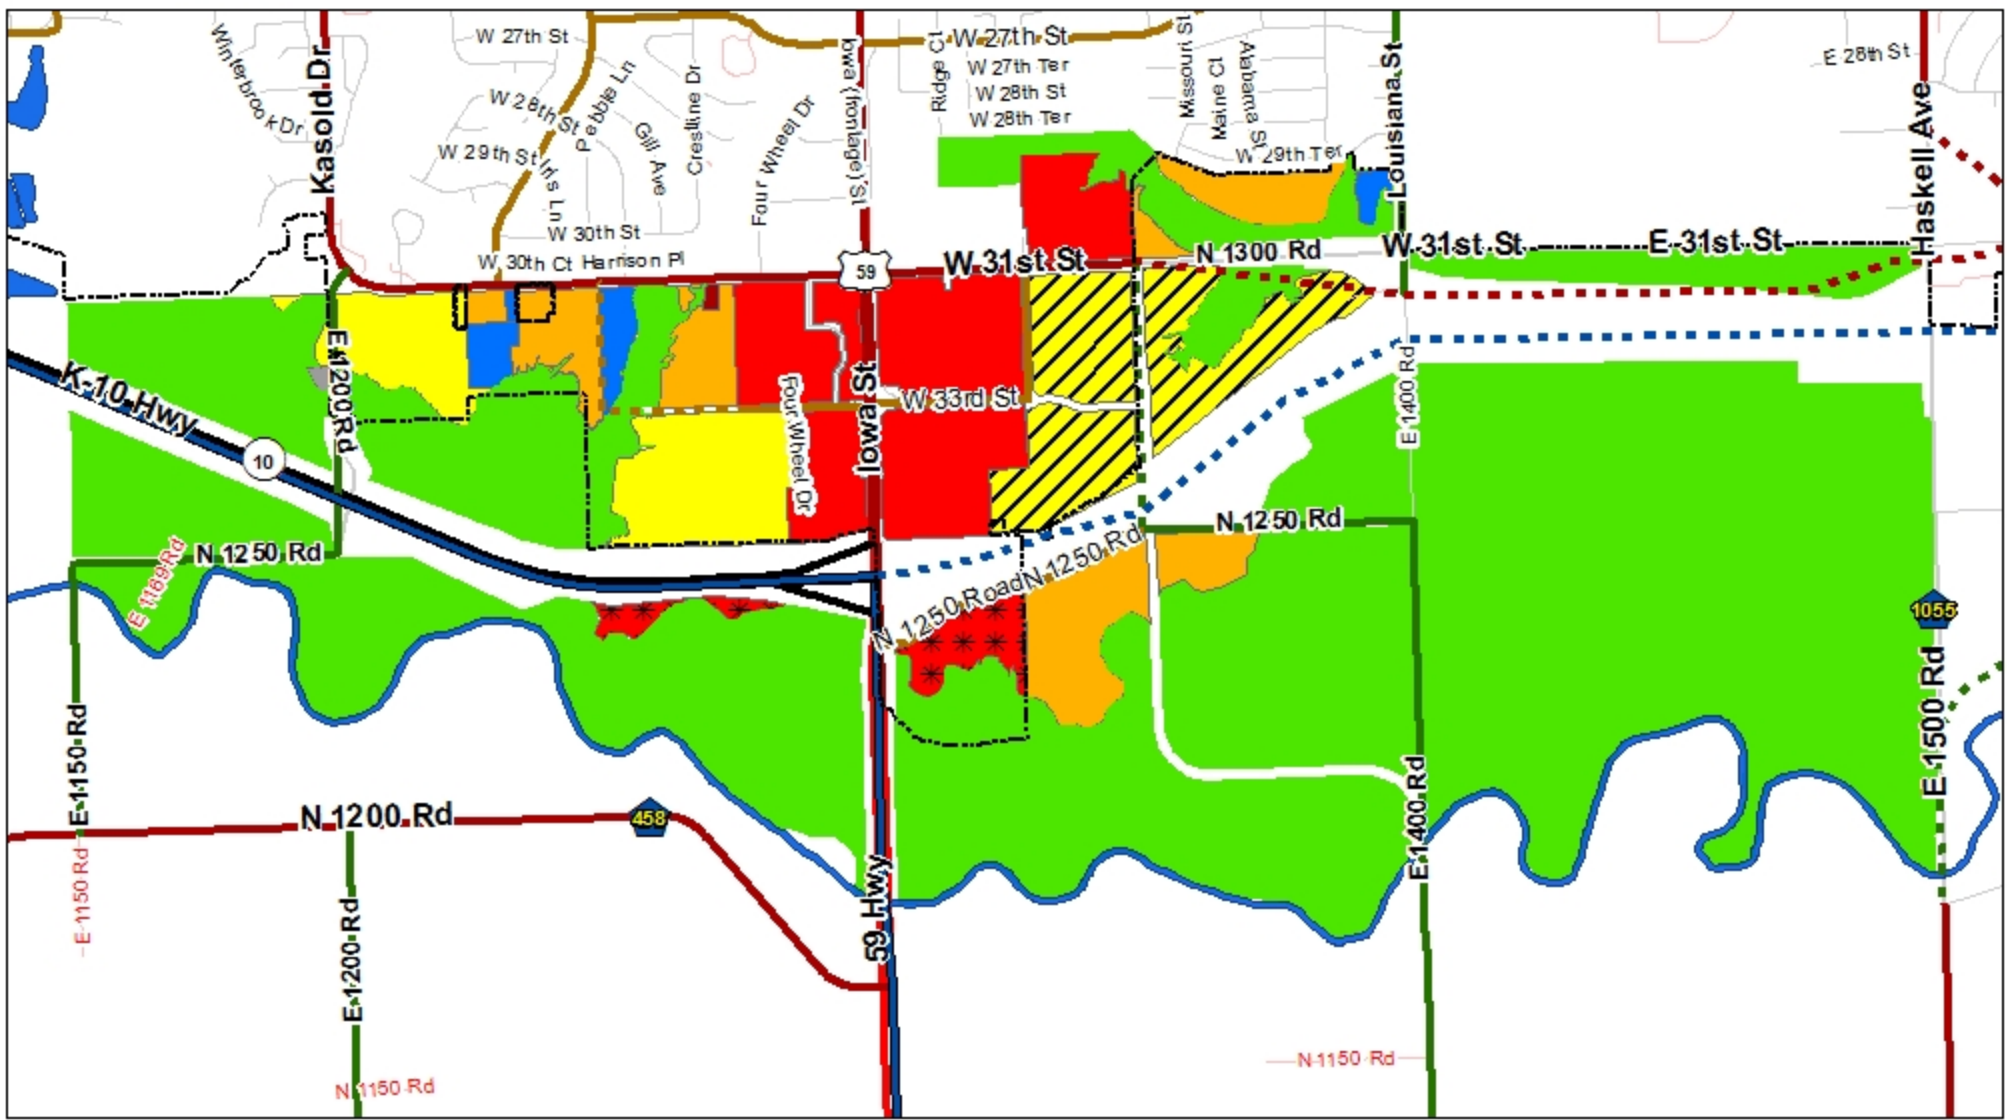 W 27th St
W 27th St
E 28th St
Winterbrook Dr
Kasold Dr
W 28th St
Pebble Ln
Gill Ave
Crestline Dr
Four Wheel Dr
Iowa (frontage) St
Ridge Ct
W 27th Ter
W 28th St
W 28th Ter
Missouri St
Maine Ct
Alabama St
Louisiana St
Haskell Ave
W 29th St
Iris Ln
W 29th Ter
W 30th St
W 30th Ct
Harrison Pl
59
W 31st St
N 1300 Rd
W 31st St
E 31st St
E 1200 Rd
K-10 Hwy
10
Four Wheel Dr
Iowa St
W 33rd St
E 1400 Rd
N 1250 Rd
E 1169 Rd
N 1250 Road
N 1250 Rd
N 1250 Rd
1055
E 1150 Rd
E 1500 Rd
N 1200 Rd
458
E 1400 Rd
E 1150 Rd
59 Hwy
E 1200 Rd
N 1150 Rd
N 1150 Rd